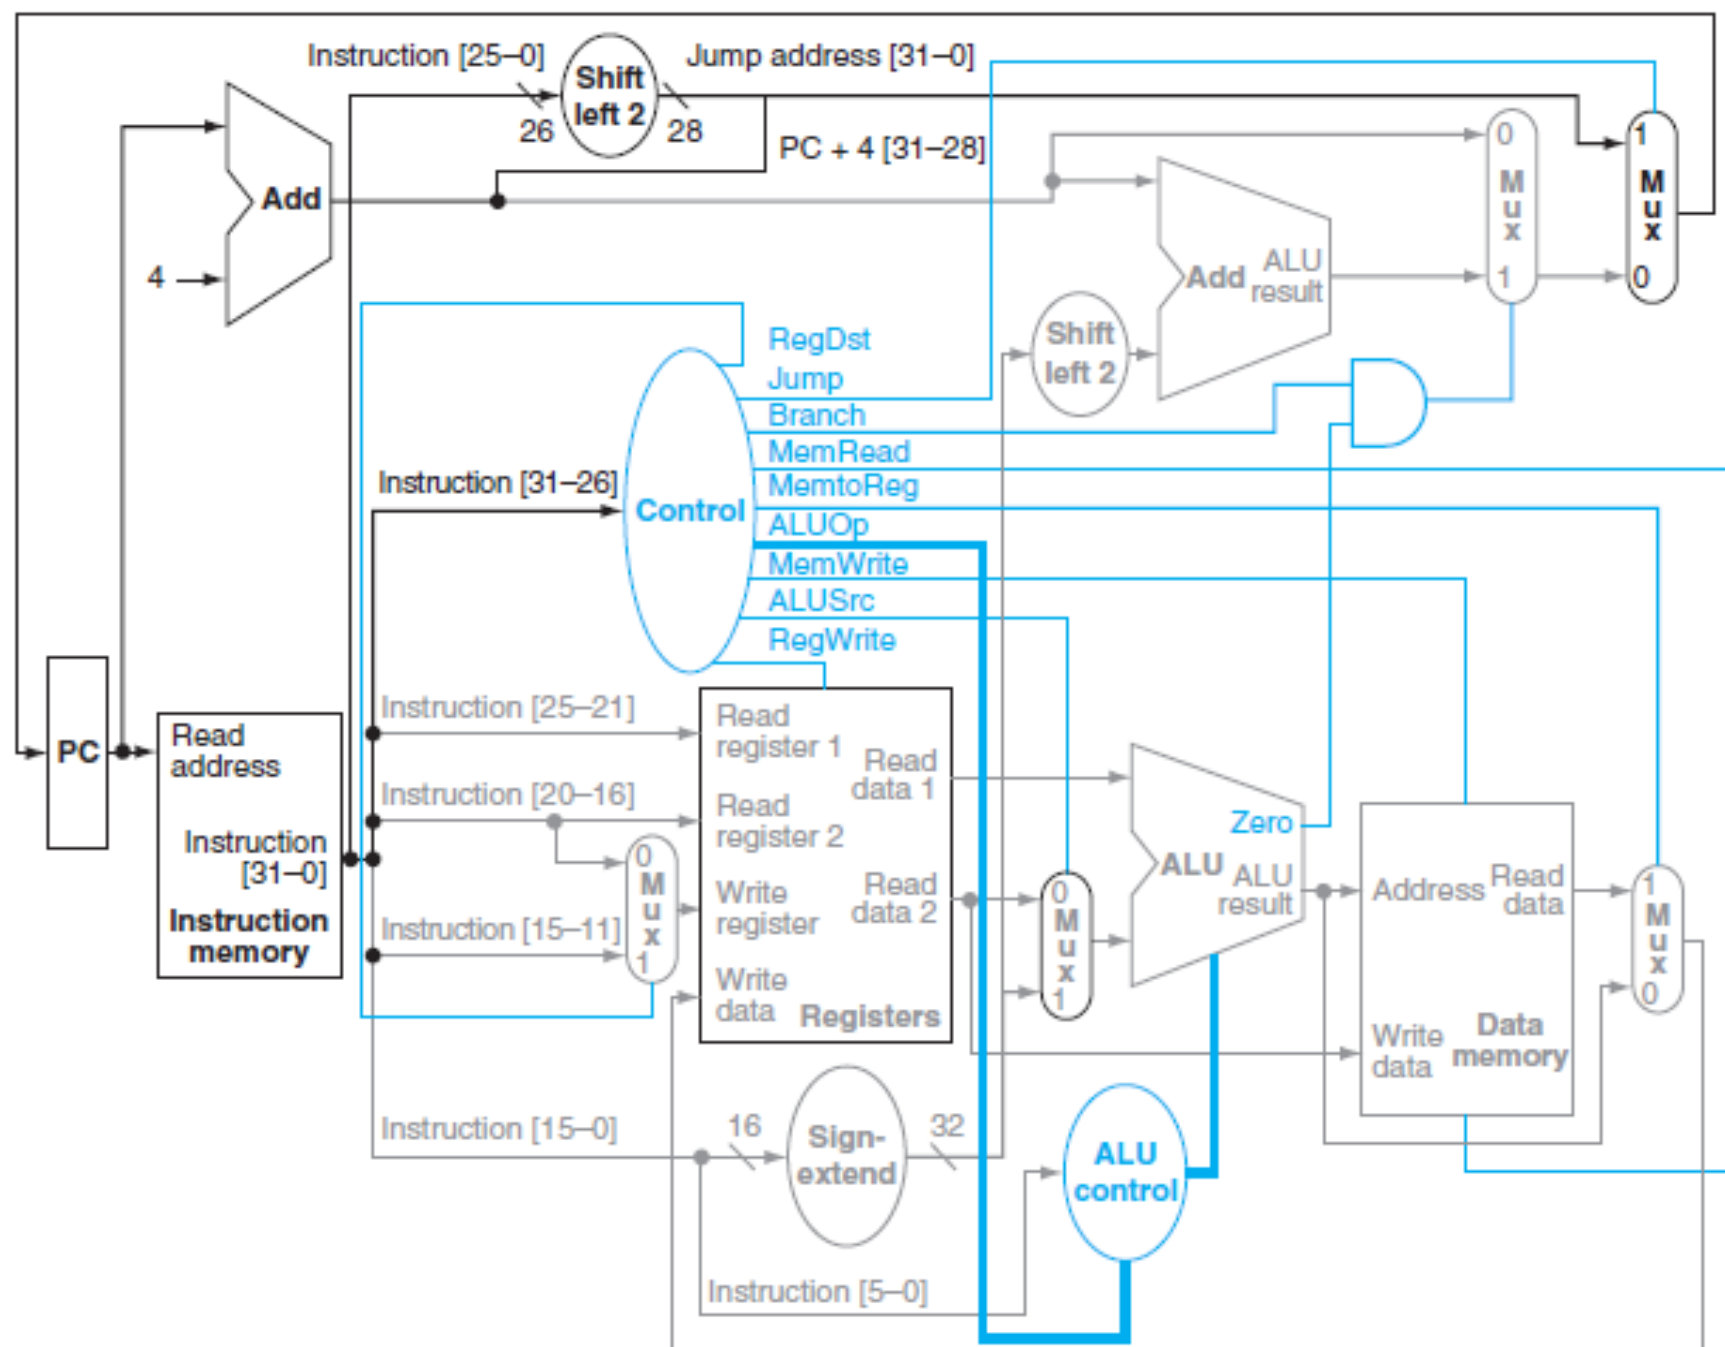 Instruction [25–0]
Shift
left 2
Jump address [31–0]
26
28
PC + 4 [31–28]
Add
4
0
M
u
x
1
1
M
u
x
0
Add
ALU
result
Shift
left 2
RegDst
Jump
Branch
MemRead
MemtoReg
ALUOp
MemWrite
ALUSrc
RegWrite
Instruction [31–26]
Control
PC
Read
address
Instruction
[31–0]
Instruction
memory
Instruction [25–21]
Instruction [20–16]
Instruction [15–11]
0
M
u
x
1
Read
register 1
Read
register 2
Write
register
Write
data
Registers
Read
data 1
Read
data 2
0
M
u
x
1
Zero
ALU
ALU
result
Address
Read
data
Write
data
Data
memory
1
M
u
x
0
Instruction [15–0]
16
Sign-
extend
32
ALU
control
Instruction [5–0]